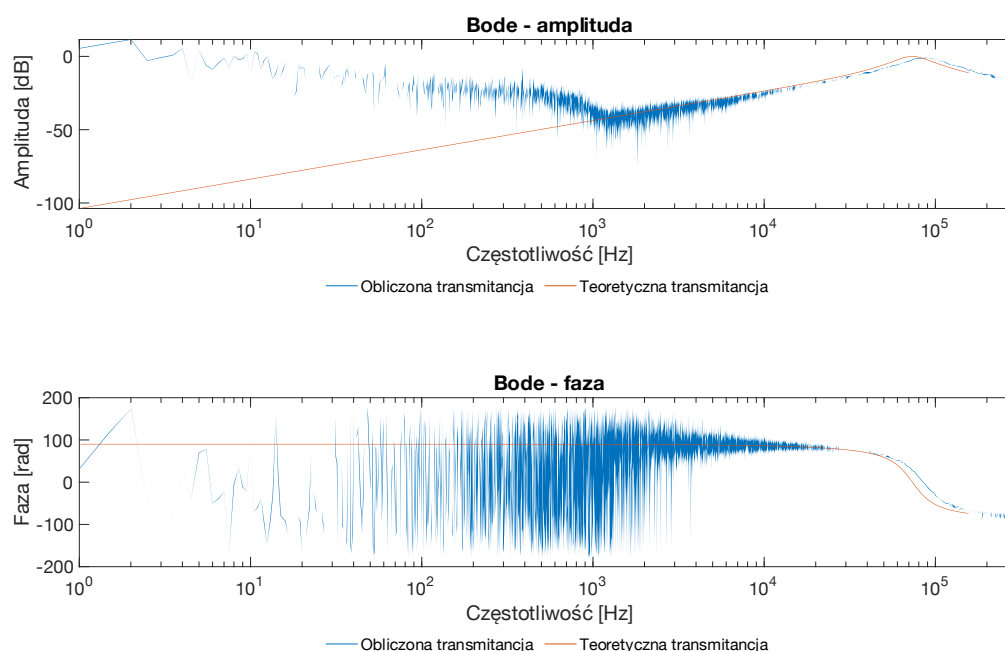 Bode - amplituda
Amplituda [dB]
0
-50
-100
10^0 10^1 10^2 10^3 10^4 10^5
Częstotliwość [Hz]
Obliczona transmitancja Teoretyczna transmitancja
Bode - faza
Faza [rad]
200
100
0
-100
-200
10^0 10^1 10^2 10^3 10^4 10^5
Częstotliwość [Hz]
Obliczona transmitancja Teoretyczna transmitancja